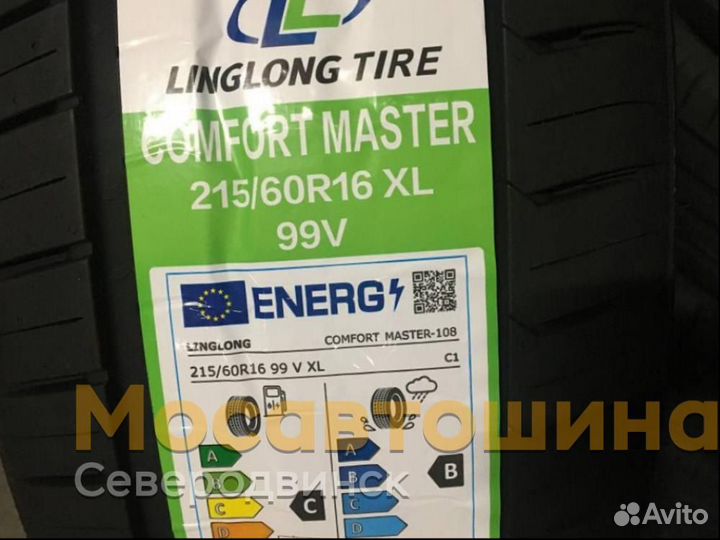 LINGLONG TIRE
COMFORT MASTER
215/60R16 XL
99V
ENERG
LINGLONG
COMFORT MASTER-108
215/60R16 99 V XL
C1
Мосавтошина
A
A
B
B
B
Северодвинск
C
C
C
D
D
Avito